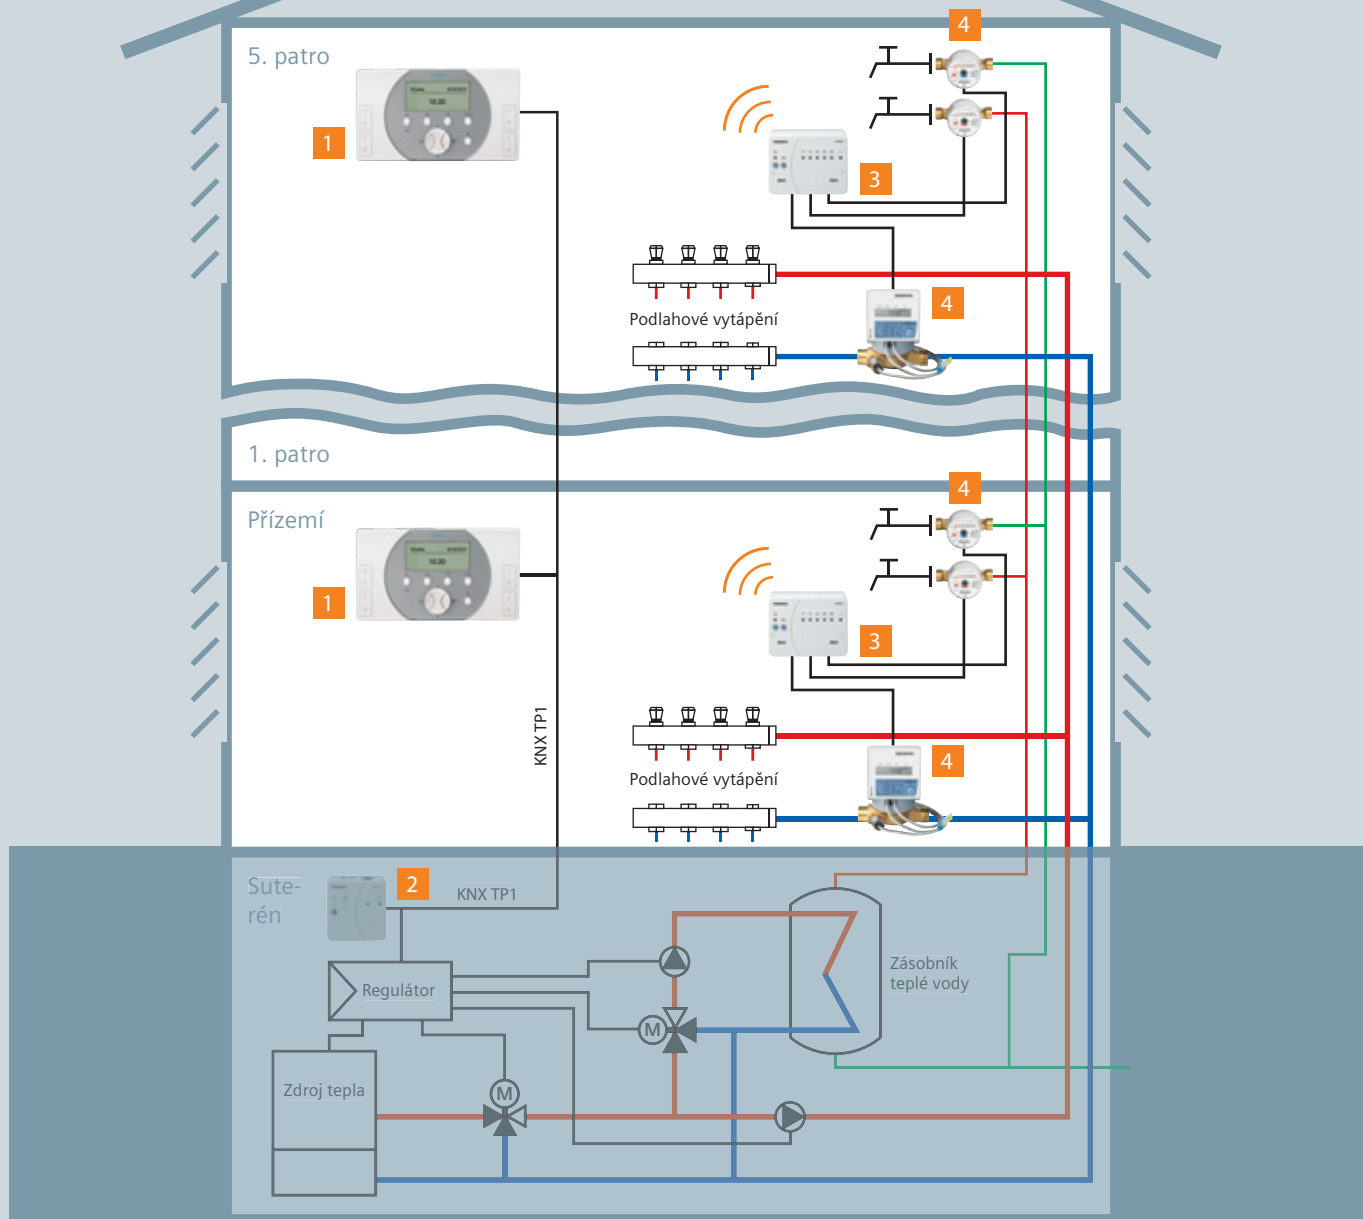 4
5. patro
1
3
4
Podlahové vytápění
1. patro
4
Přízemí
1
3
KNX TP1
4
Podlahové vytápění
Sute-
rén
2
KNX TP1
Zásobník
teplé vody
Regulátor
M
Zdroj tepla
M